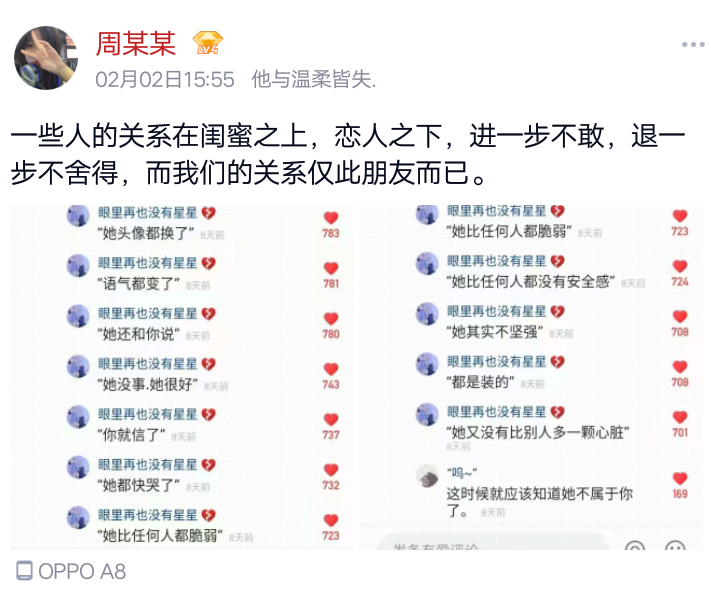 周某某 LV4
02月02日15:55 他与温柔皆失.
一些人的关系在闺蜜之上，恋人之下，进一步不敢，退一
步不舍得，而我们的关系仅此朋友而已。
眼里再也没有星星💔
“她头像都换了” 8天前 783
眼里再也没有星星💔
“语气都变了” 8天前 781
眼里再也没有星星💔
“她还和你说” 8天前 780
眼里再也没有星星💔
“她没事.她很好” 8天前 743
眼里再也没有星星💔
“你就信了” 8天前 737
眼里再也没有星星💔
“她都快哭了” 8天前 732
眼里再也没有星星💔
“她比任何人都脆弱” 8天前 723
眼里再也没有星星💔
“她比任何人都脆弱” 8天前 723
眼里再也没有星星💔
“她比任何人都没有安全感” 8天前 724
眼里再也没有星星💔
“她其实不坚强” 8天前 708
眼里再也没有星星💔
“都是装的” 8天前 708
眼里再也没有星星💔
“她又没有比别人多一颗心脏” 701
8天前
“呜~”
这时候就应该知道她不属于你 169
了。 8天前
OPPO A8